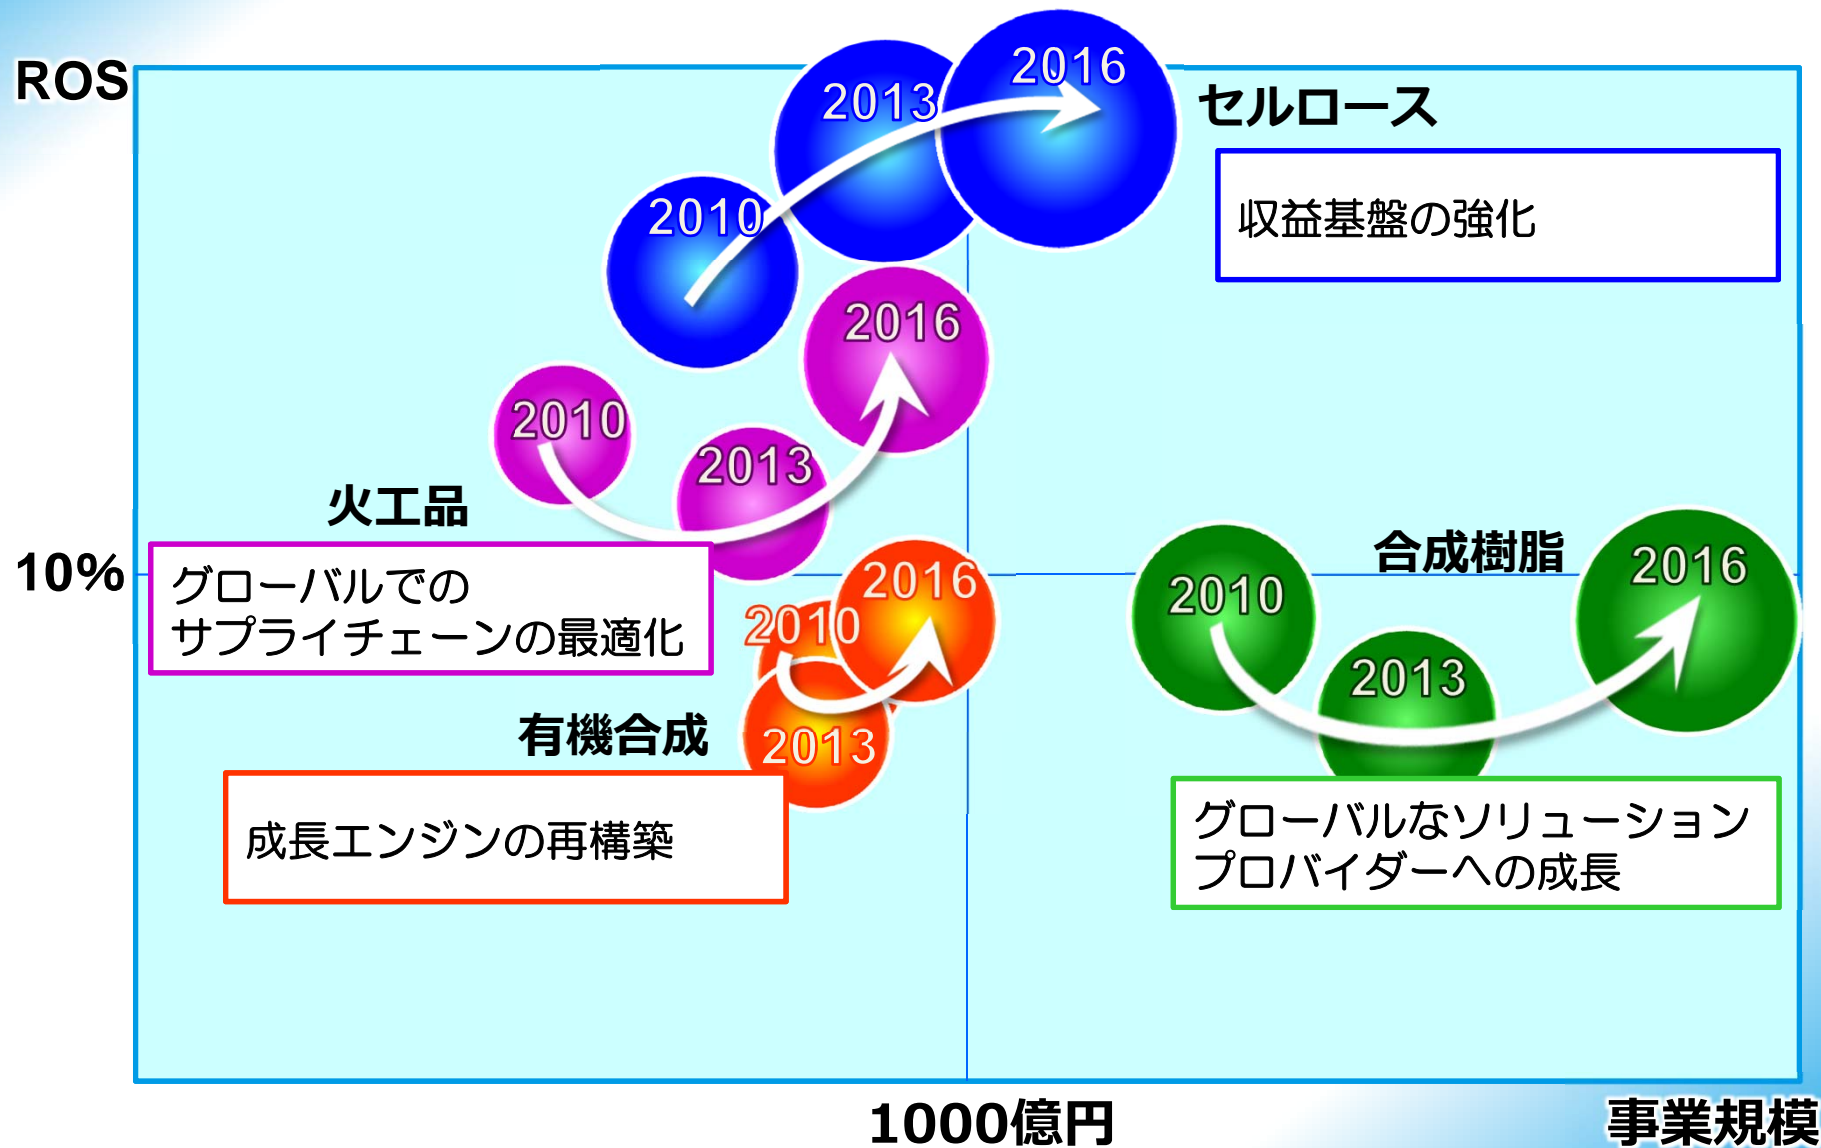 ROS
2016
2013
セルロース
2010
収益基盤の強化
2016
2010
2013
火工品
10%
グローバルでの
サプライチェーンの最適化
2016
2010
2013
有機合成
成長エンジンの再構築
合成樹脂
2016
2010
2013
グローバルなソリューション
プロバイダーへの成長
1000億円
事業規模